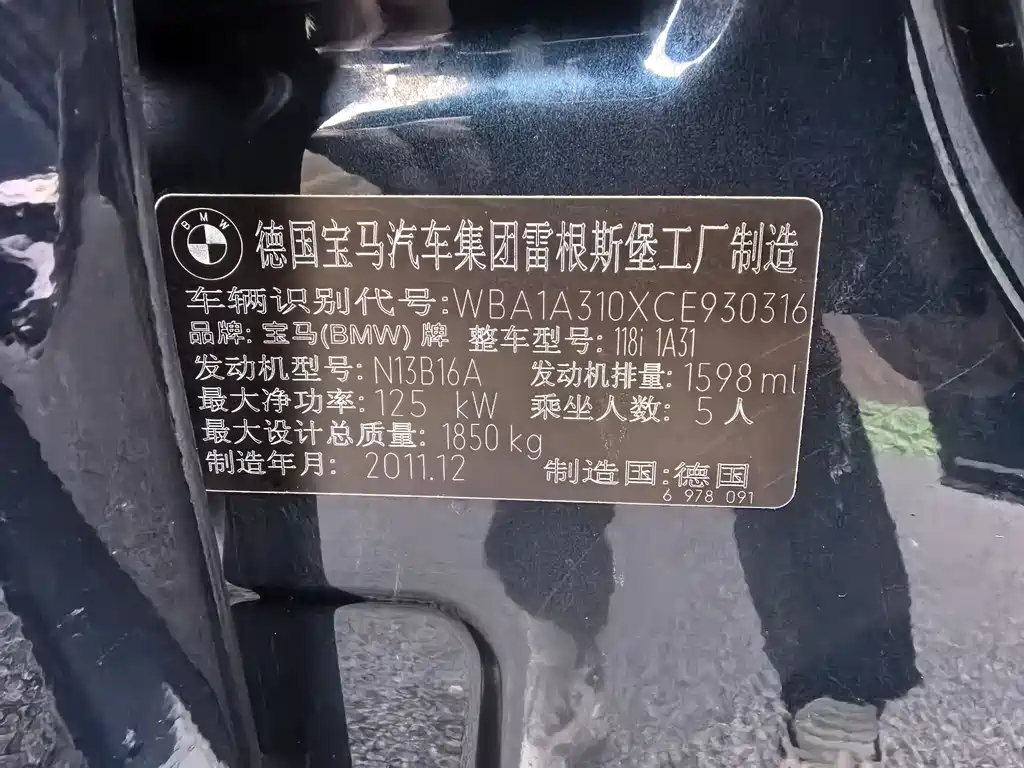 BMW
德国宝马汽车集团雷根斯堡工厂制造
车辆识别代号:WBA1A310XCE930316
品牌: 宝马(BMW) 牌 整车型号: 118i 1A31
发动机型号: N13B16A 发动机排量: 1598 ml
最大净功率: 125 kW 乘坐人数: 5 人
最大设计总质量: 1850 kg
制造年月: 2011.12 制造国:德国
6 978 091